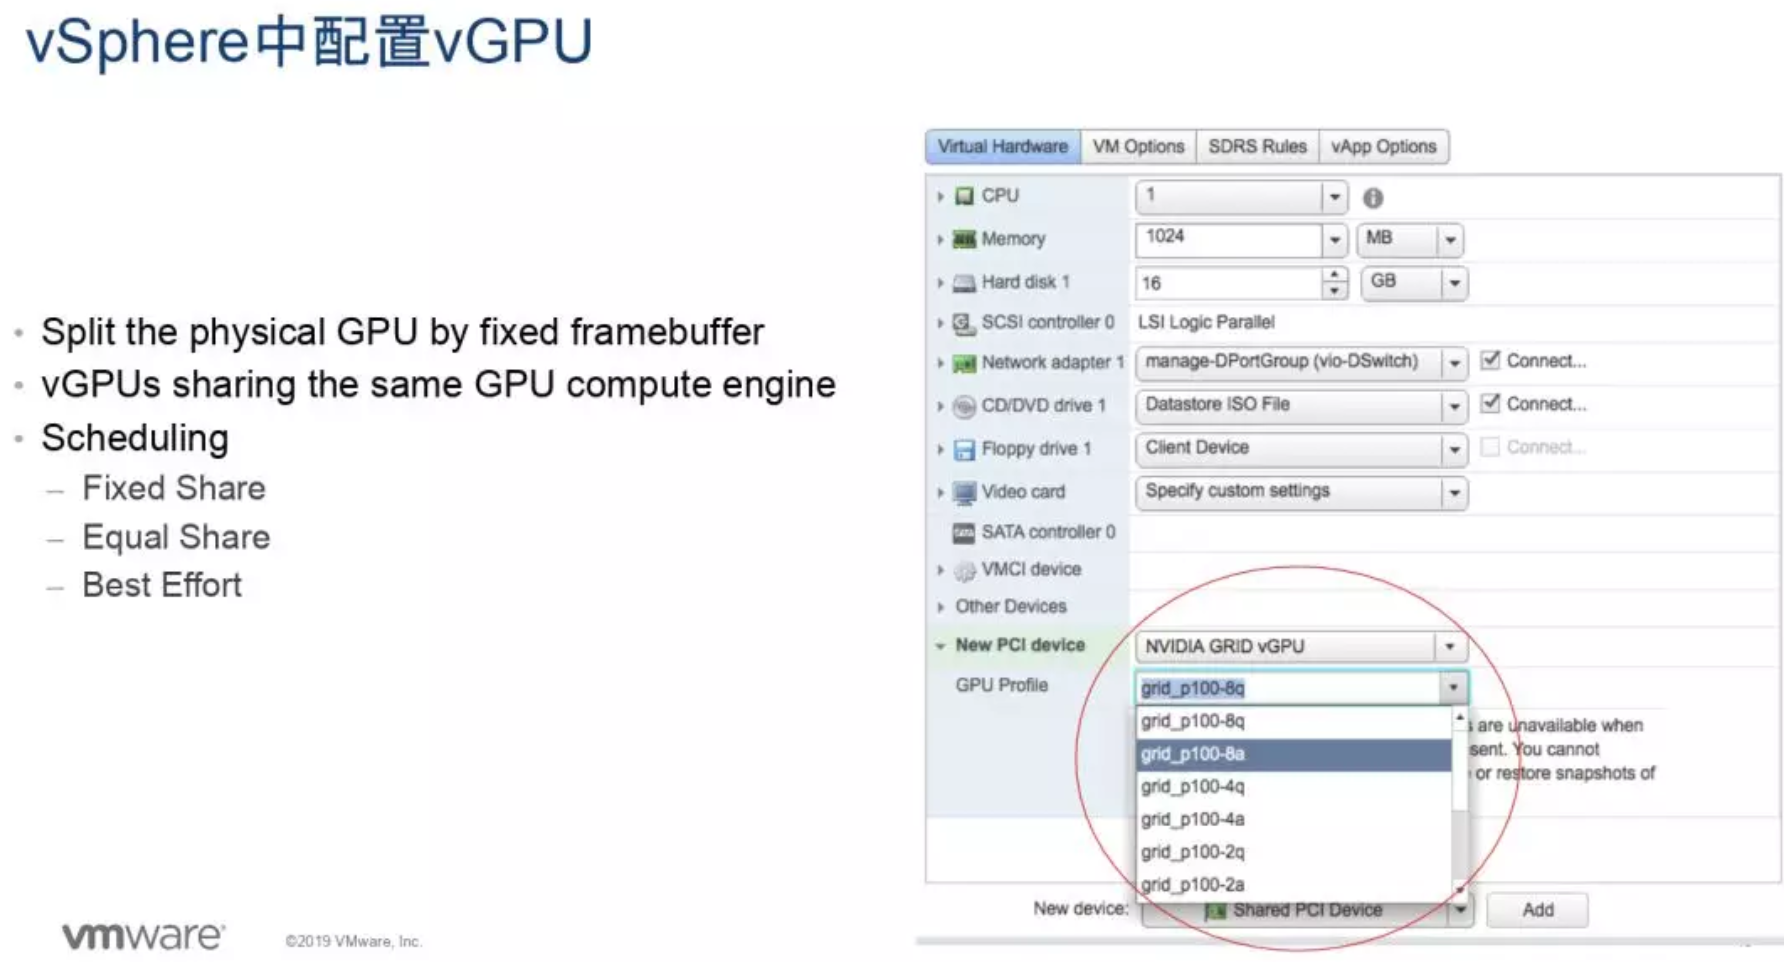 vSphere中配置vGPU
Split the physical GPU by fixed framebuffer
vGPUs sharing the same GPU compute engine
Scheduling
Fixed Share
Equal Share
Best Effort
Virtual Hardware VM Options SDRS Rules vApp Options
CPU 1
Memory 1024 MB
Hard disk 1 16 GB
SCSI controller 0 LSI Logic Parallel
Network adapter 1 manage-DPortGroup (vio-DSwitch) Connect...
CD/DVD drive 1 Datastore ISO File Connect...
Floppy drive 1 Client Device Connect...
Video card Specify custom settings
SATA controller 0
VMCI device
Other Devices
New PCI device NVIDIA GRID vGPU
GPU Profile grid_p100-8q
grid_p100-8q are unavailable when
grid_p100-8a sent. You cannot
grid_p100-4q or restore snapshots of
grid_p100-4a
grid_p100-2q
grid_p100-2a
New device: Shared PCI Device Add
vmware ©2019 VMware, Inc.